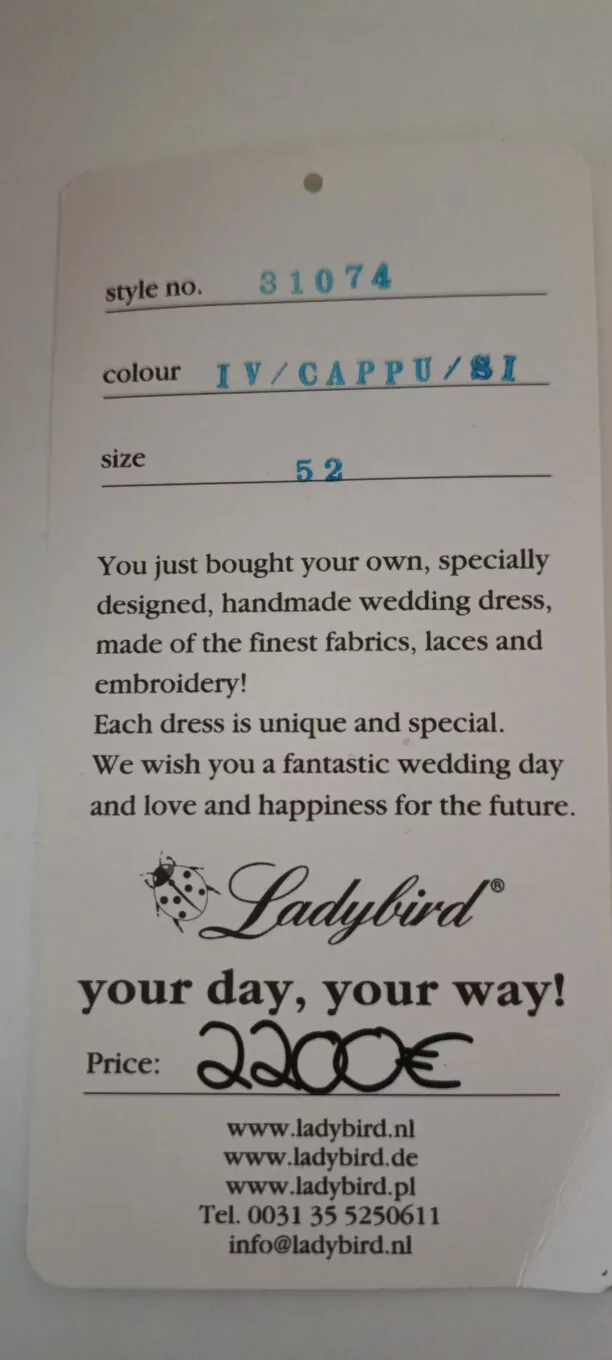 style no. 31074
colour IV/CAPPU/SI
size 52
You just bought your own, specially
designed, handmade wedding dress,
made of the finest fabrics, laces and
embroidery!
Each dress is unique and special.
We wish you a fantastic wedding day
and love and happiness for the future.
Ladybird®
your day, your way!
Price: 2200€
www.ladybird.nl
www.ladybird.de
www.ladybird.pl
Tel. 0031 35 5250611
info@ladybird.nl